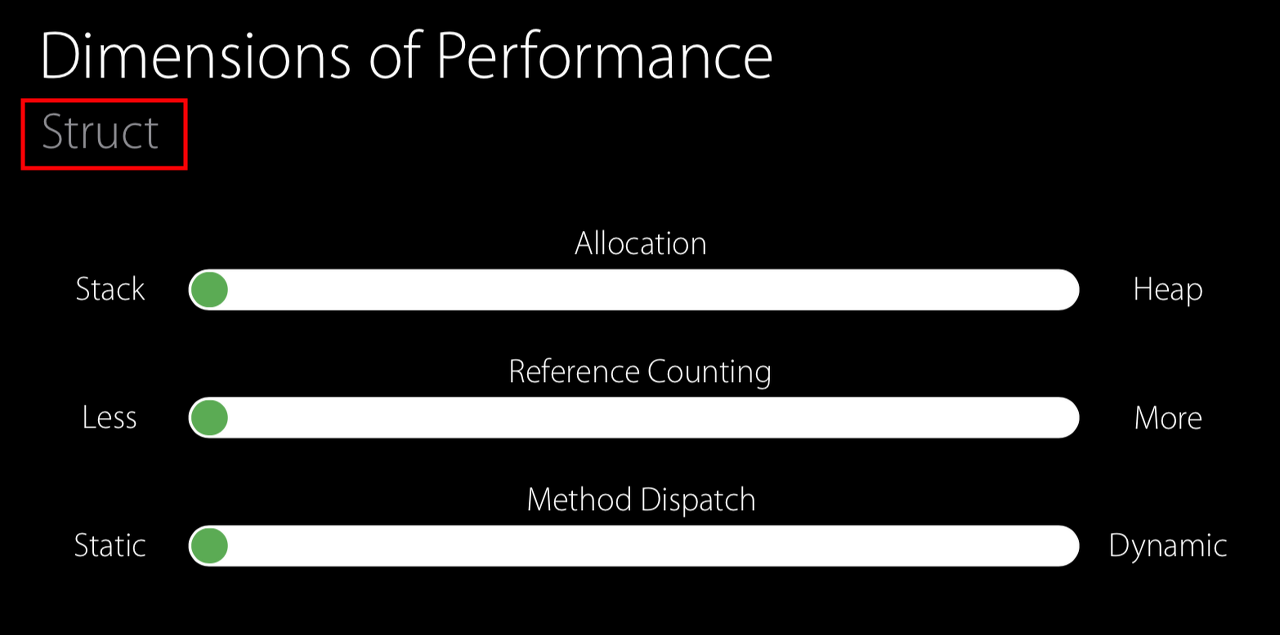 Dimensions of Performance
Struct
Allocation
Stack
Heap
Reference Counting
Less
More
Method Dispatch
Static
Dynamic